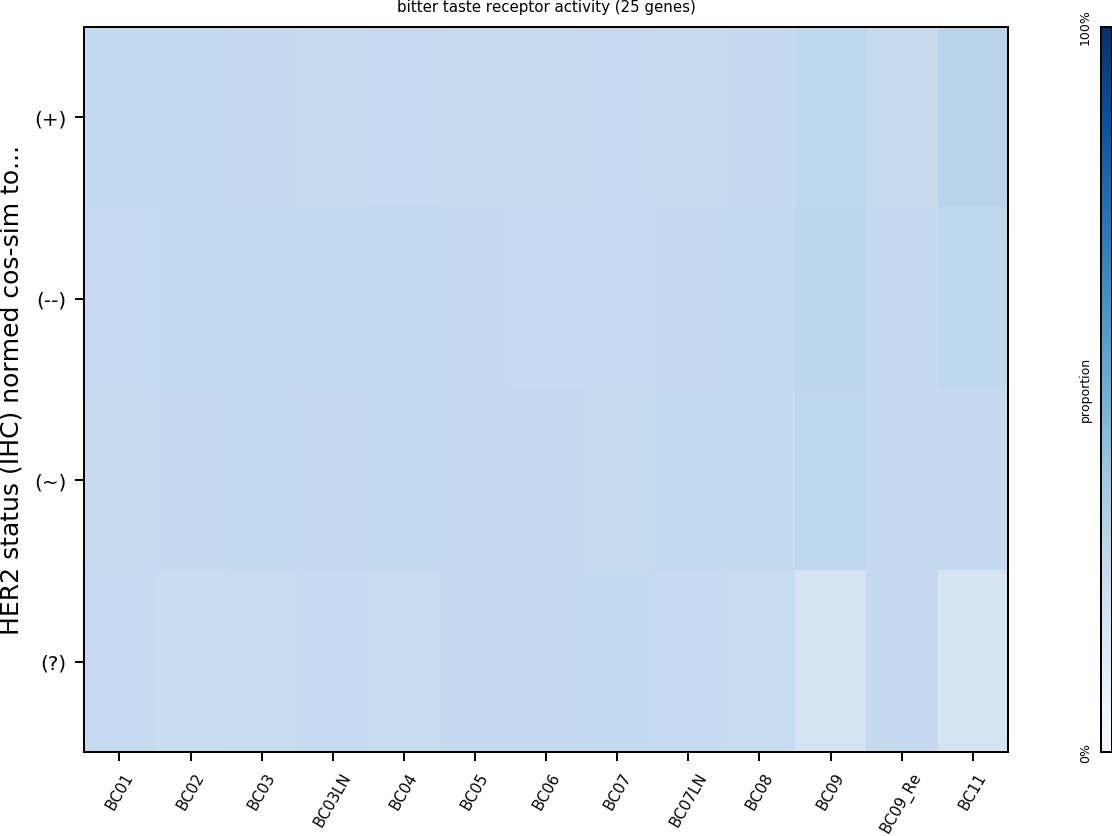 bitter taste receptor activity (25 genes)
HER2 status (IHC) normed cos-sim to...
(+)
(--)
(~)
(?)
BC01
BC02
BC03
BC03LN
BC04
BC05
BC06
BC07
BC07LN
BC08
BC09
BC09_Re
BC11
100%
proportion
0%